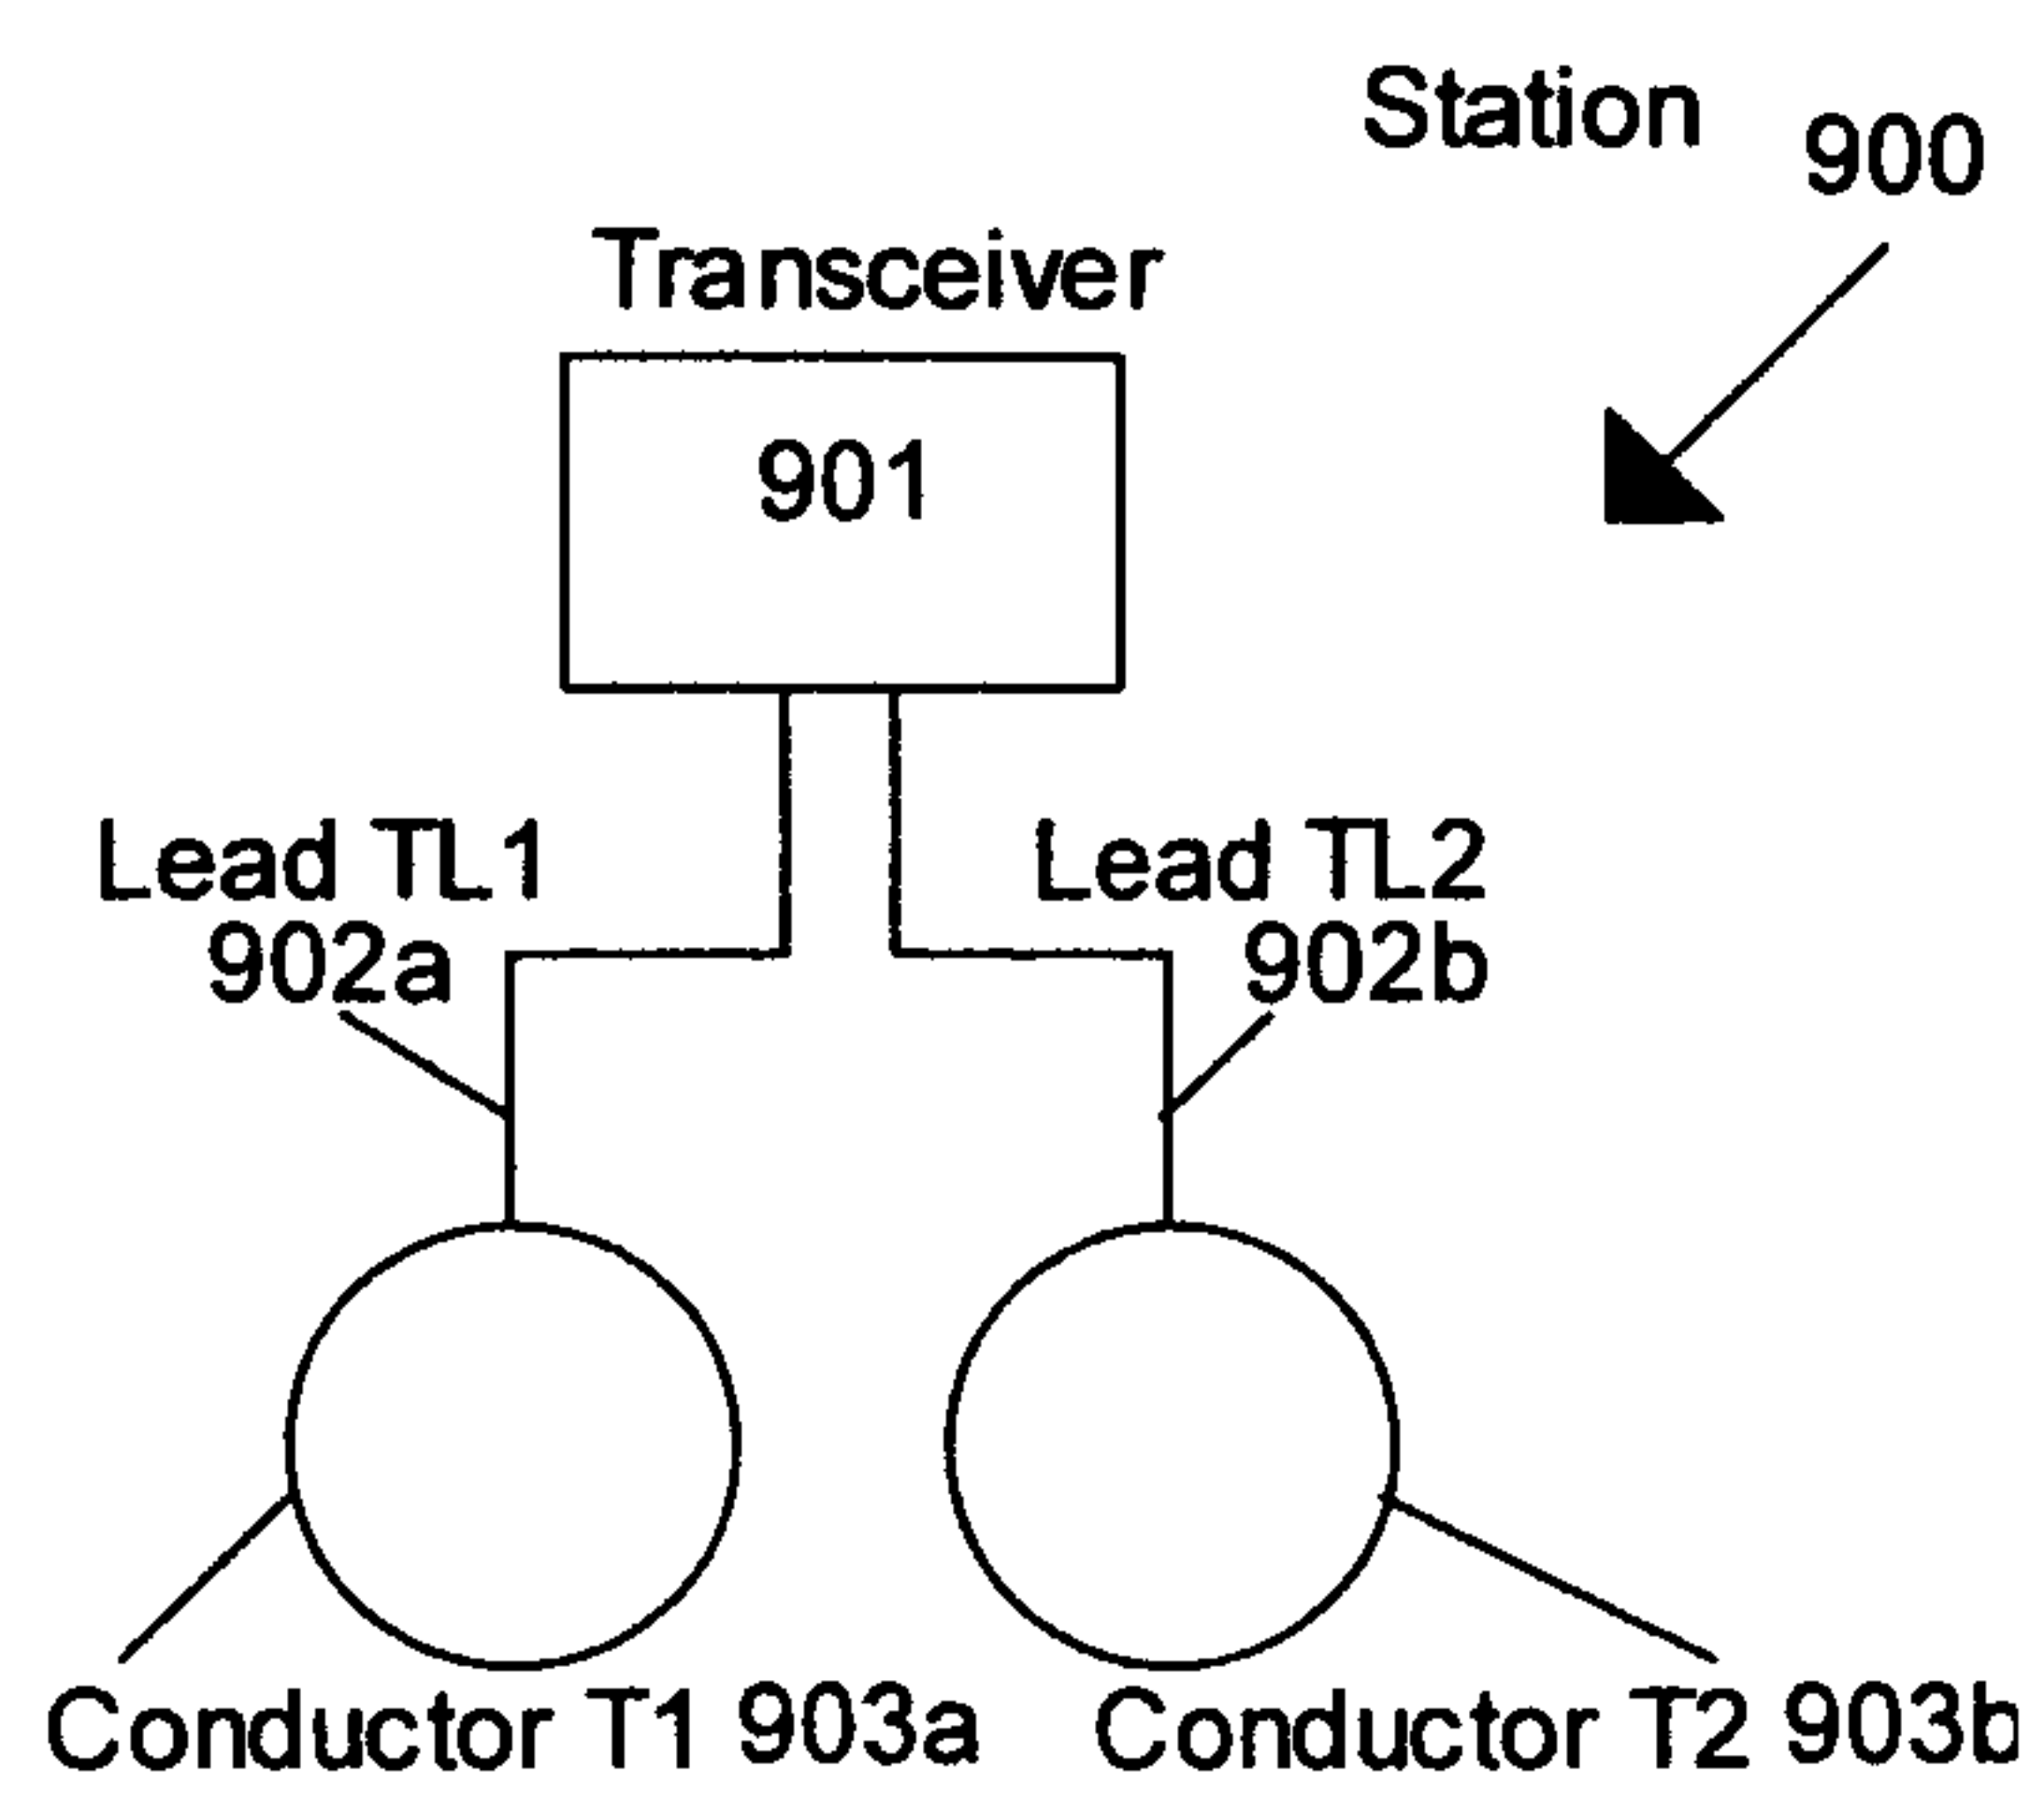 Station
900
Transceiver
901
Lead TL1
902a
Lead TL2
902b
Conductor T1 903a
Conductor T2 903b